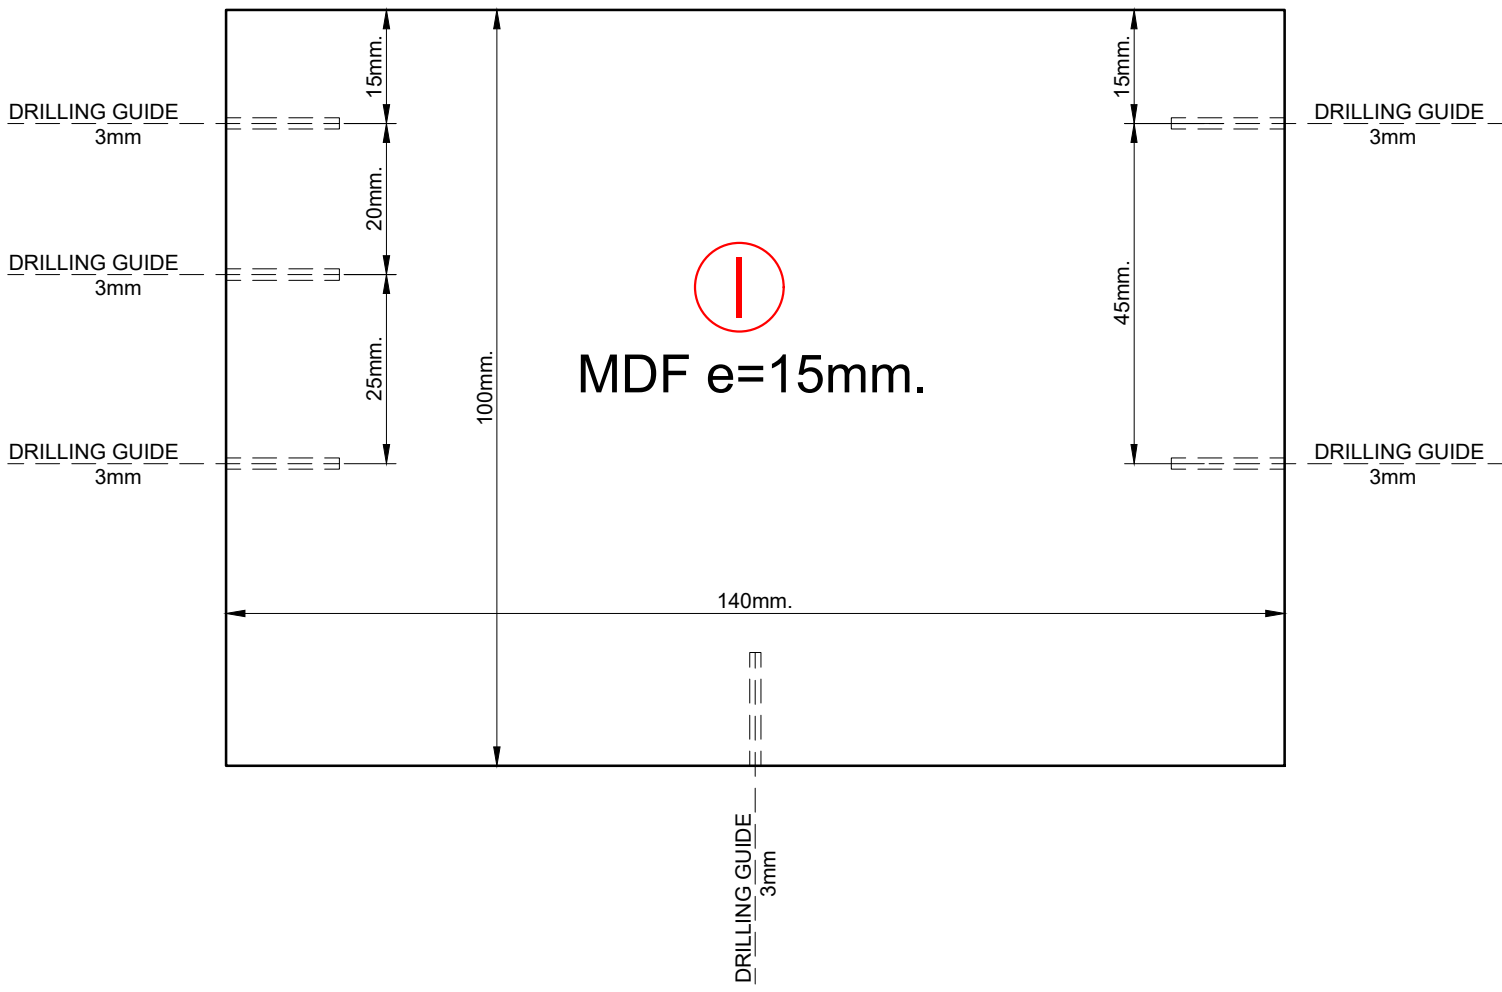 15mm.
15mm.
DRILLING GUIDE
3mm
DRILLING GUIDE
3mm
20mm.
DRILLING GUIDE
3mm
45mm.
I
MDF e=15mm.
25mm.
100mm.
DRILLING GUIDE
3mm
DRILLING GUIDE
3mm
140mm.
DRILLING GUIDE
3mm